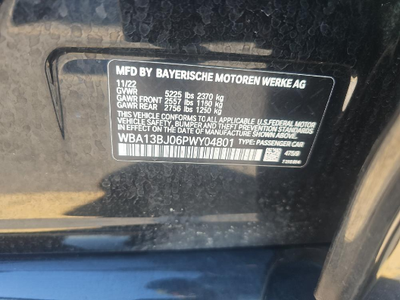 MFD BY BAYERISCHE MOTOREN WERKE AG
11/22
GVWR 5225 lbs 2370 kg
GAWR FRONT 2557 lbs 1160 kg
GAWR REAR 2756 lbs 1250 kg
THIS VEHICLE CONFORMS TO ALL APPLICABLE U.S. FEDERAL MOTOR
VEHICLE SAFETY, BUMPER, AND THEFT PREVENTION STANDARDS
IN EFFECT ON THE DATE OF MANUFACTURE SHOWN ABOVE.
WBA13BJ06PWY04801 TYPE: PASSENGER CAR
475/9